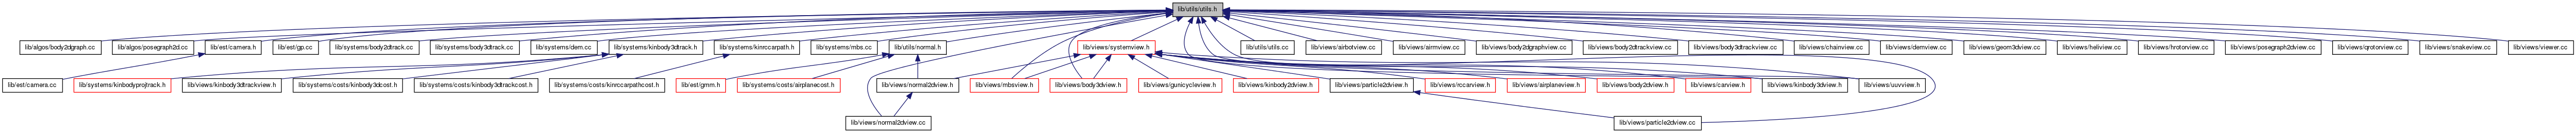 lib/utils/utils.h
lib/algos/body2dgraph.cc
lib/algos/posegraph2d.cc
lib/est/camera.h
lib/est/gp.cc
lib/systems/body2dtrack.cc
lib/systems/body3dtrack.cc
lib/systems/dem.cc
lib/systems/kinbody3dtrack.h
lib/systems/kinrccarpath.h
lib/systems/mbs.cc
lib/utils/normal.h
lib/views/systemview.h
lib/utils/utils.cc
lib/views/airbotview.cc
lib/views/airmview.cc
lib/views/body2dgraphview.cc
lib/views/body2dtrackview.cc
lib/views/body3dtrackview.cc
lib/views/chainview.cc
lib/views/demview.cc
lib/views/geom3dview.cc
lib/views/heliview.cc
lib/views/hrotorview.cc
lib/views/posegraph2dview.cc
lib/views/qrotorview.cc
lib/views/snakeview.cc
lib/views/viewer.cc
lib/est/camera.cc
lib/systems/kinbodyprojtrack.h
lib/views/kinbody3dtrackview.h
lib/systems/costs/kinbody3dcost.h
lib/systems/costs/kinbody3dtrackcost.h
lib/systems/costs/kinrccarpathcost.h
lib/est/gmm.h
lib/systems/costs/airplanecost.h
lib/views/normal2dview.h
lib/views/mbsview.h
lib/views/body3dview.h
lib/views/gunicycleview.h
lib/views/kinbody2dview.h
lib/views/particle2dview.h
lib/views/rccarview.h
lib/views/airplaneview.h
lib/views/body2dview.h
lib/views/carview.h
lib/views/kinbody3dview.h
lib/views/uuvview.h
lib/views/normal2dview.cc
lib/views/particle2dview.cc